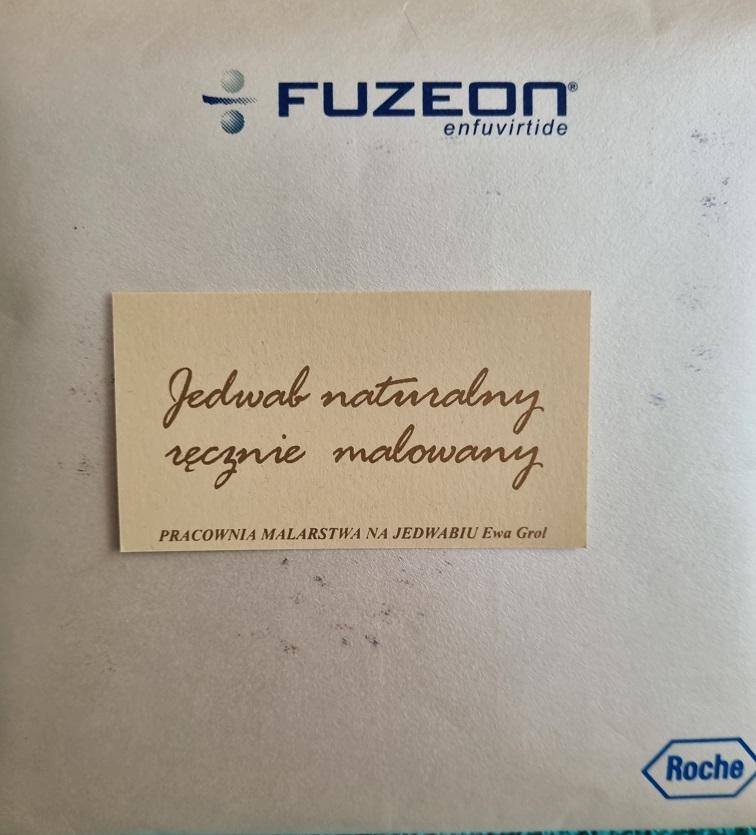 FUZEON®
enfuvirtide
Jedwab naturalny
ręcznie malowany
PRACOWNIA MALARSTWA NA JEDWABIU Ewa Grol
Roche